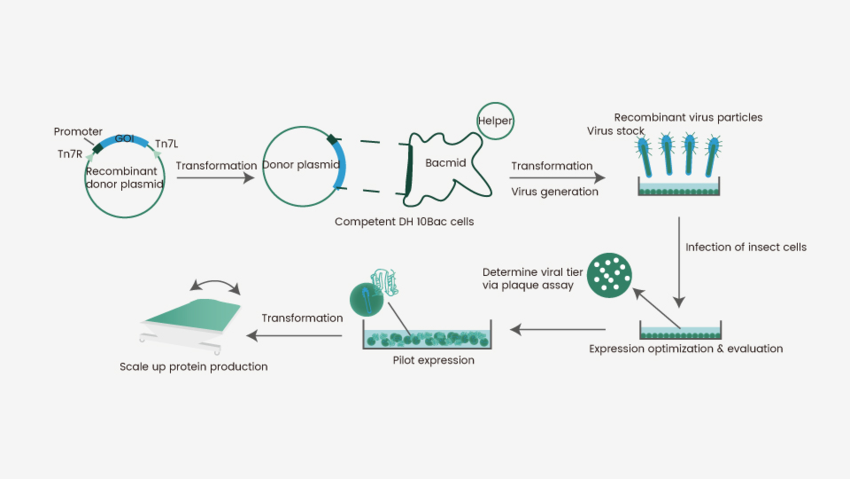 Promoter
GOI
Tn7L
Tn7R
Recombinant
donor plasmid
Transformation
Donor plasmid
Bacmid
Helper
Competent DH 10Bac cells
Transformation
Virus generation
Recombinant virus particles
Virus stock
Infection of insect cells
Determine viral tier
via plaque assay
Expression optimization & evaluation
Pilot expression
Transformation
Scale up protein production